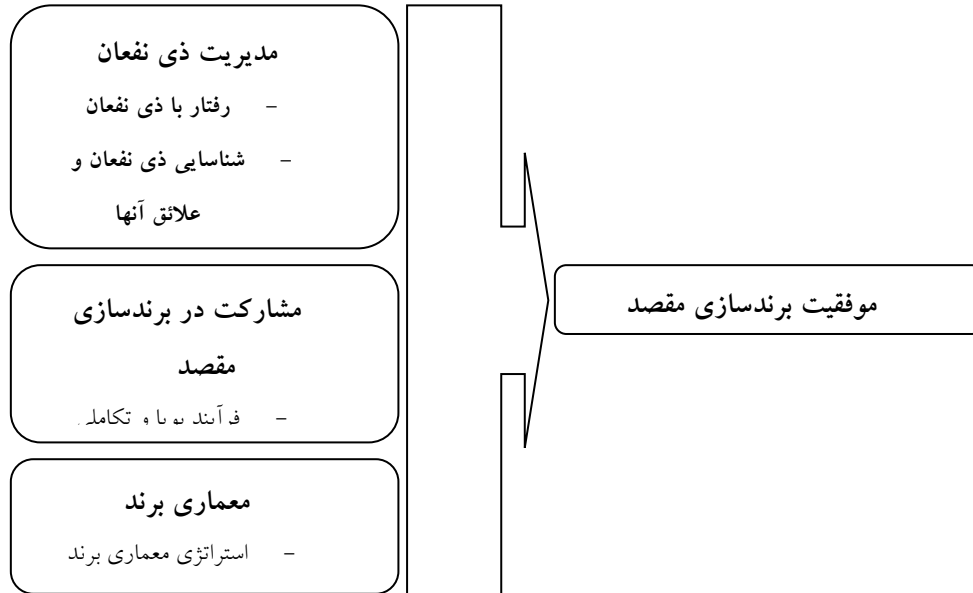 مدیریت ذی نفعان
- رفتار با ذی نفعان
- شناسایی ذی نفعان و
علائق آنها
مشارکت در برندسازی
مقصد
- فرآیند پویا و تکاملی
معماری برند
- استراتژی معماری برند
موفقیت برندسازی مقصد